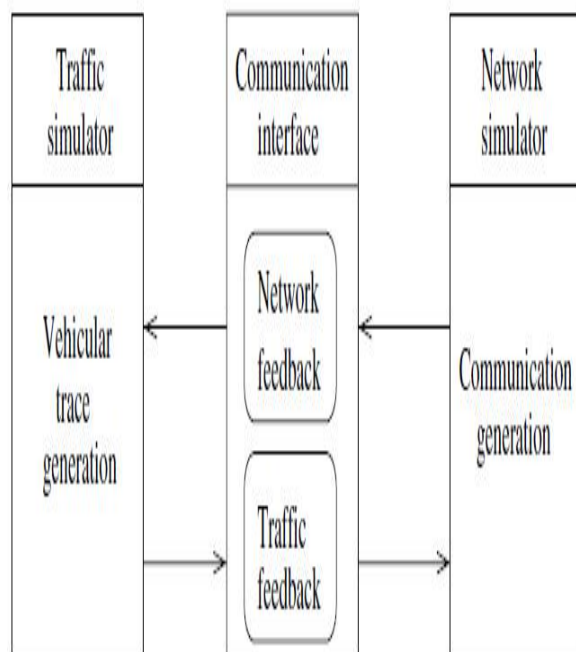 Traffic
simulator
Communication
interface
Network
simulator
Vehicular
trace
generation
Network
feedback
Traffic
feedback
Communication
generation